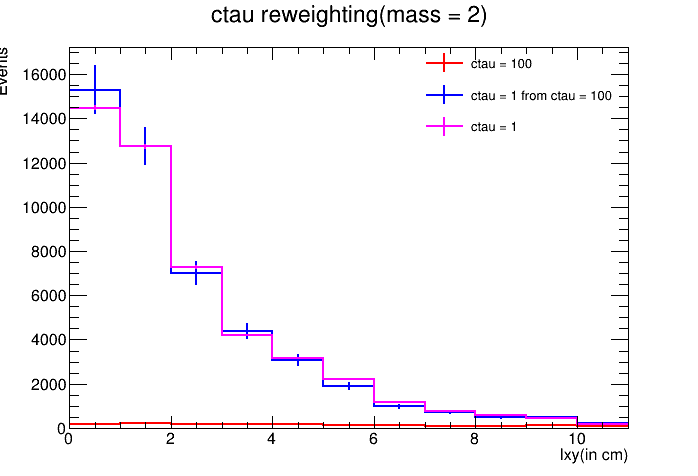 ctau reweighting(mass = 2)
Events
16000
14000
12000
10000
8000
6000
4000
2000
0
ctau = 100
ctau = 1 from ctau = 100
ctau = 1
0 2 4 6 8 10
lxy(in cm)